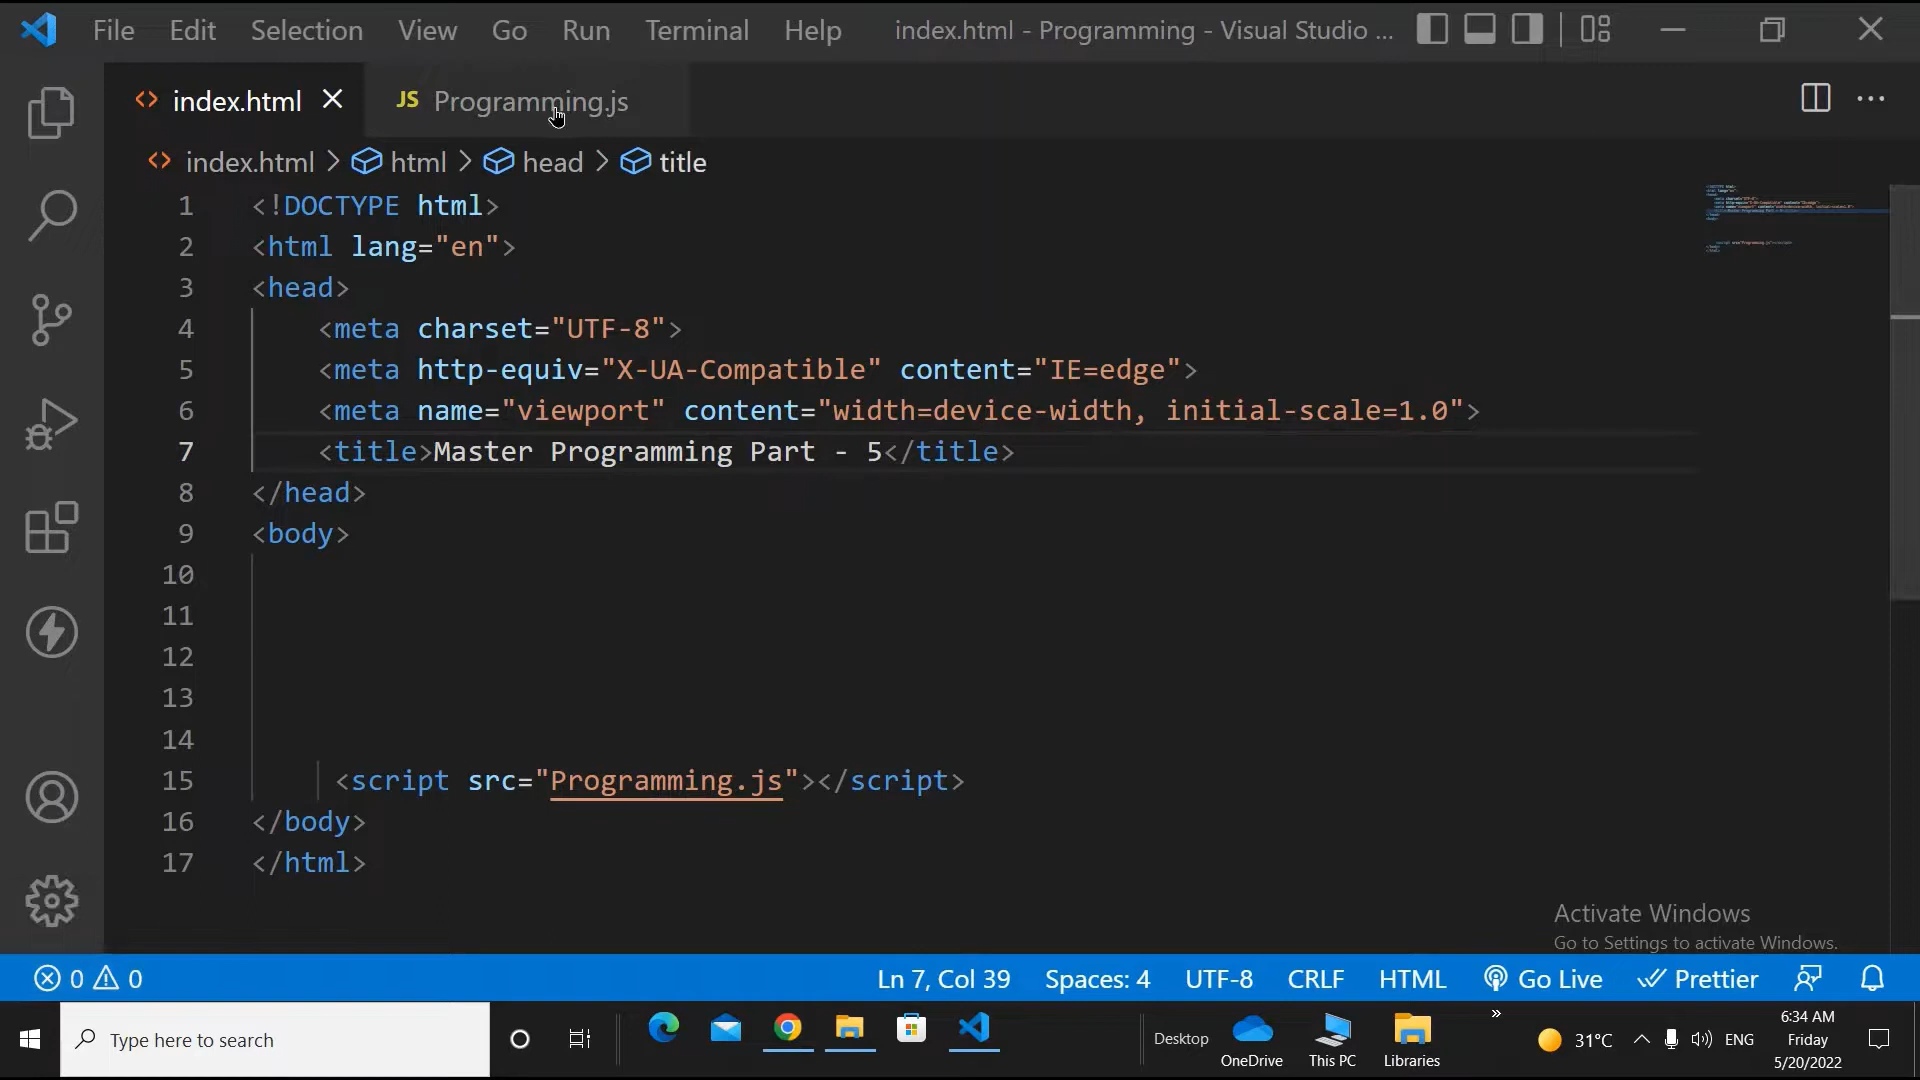 File Edit Selection View Go Run Terminal Help index.html - Programming - Visual Studio ...
index.html JS Programming.js
index.html > html > head > title
1 <!DOCTYPE html>
2 <html lang="en">
3 <head>
4 <meta charset="UTF-8">
5 <meta http-equiv="X-UA-Compatible" content="IE=edge">
6 <meta name="viewport" content="width=device-width, initial-scale=1.0">
7 <title>Master Programming Part - 5</title>
8 </head>
9 <body>
10
11
12
13
14
15 <script src="Programming.js"></script>
16 </body>
17 </html>
Activate Windows
Go to Settings to activate Windows.
0 0 Ln 7, Col 39 Spaces: 4 UTF-8 CRLF HTML Go Live Prettier
Type here to search
Desktop
OneDrive
This PC
Libraries
»
31°C
ENG
6:34 AM
Friday
5/20/2022